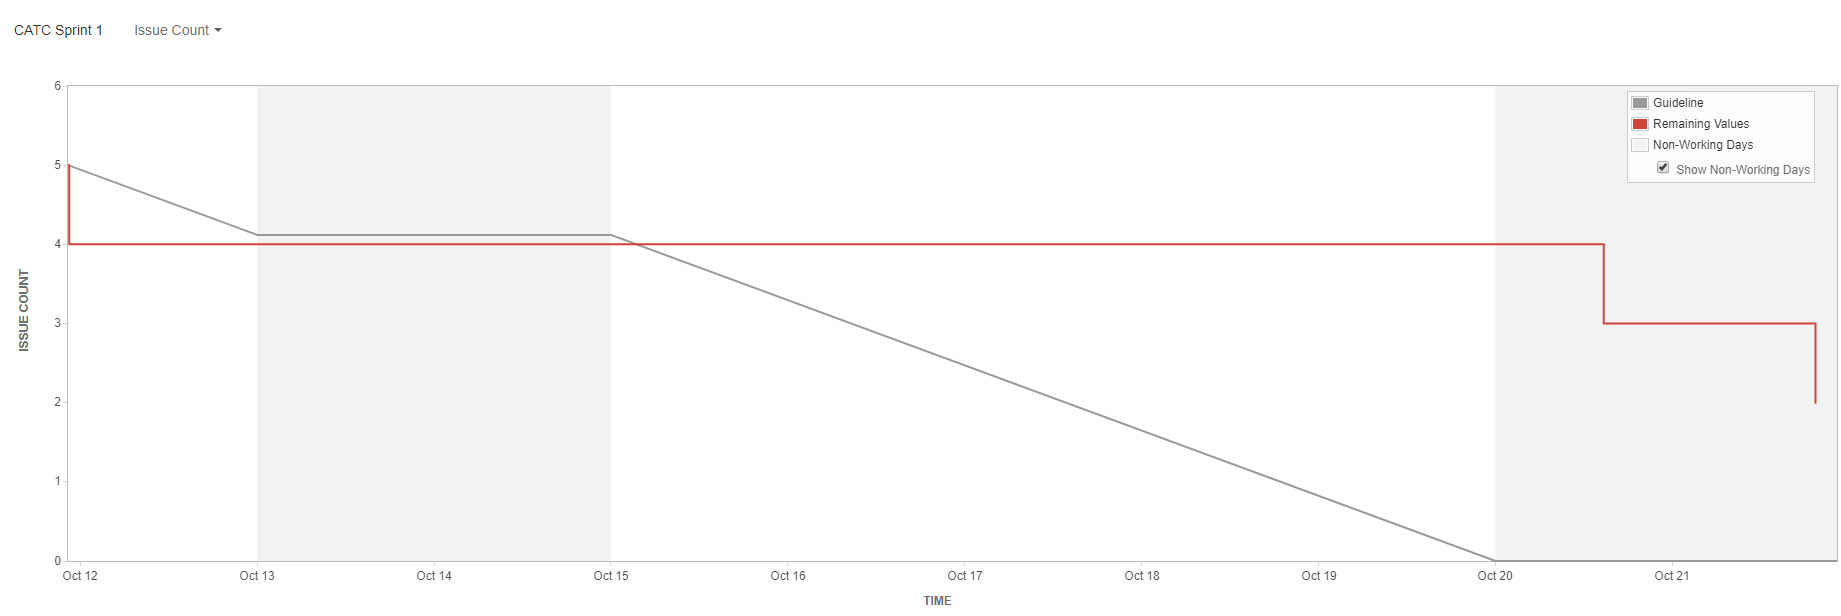 CATC Sprint 1 Issue Count
6
5
4
3
2
1
0
ISSUE COUNT
Guideline
Remaining Values
Non-Working Days
Show Non-Working Days
Oct 12 Oct 13 Oct 14 Oct 15 Oct 16 Oct 17 Oct 18 Oct 19 Oct 20 Oct 21
TIME